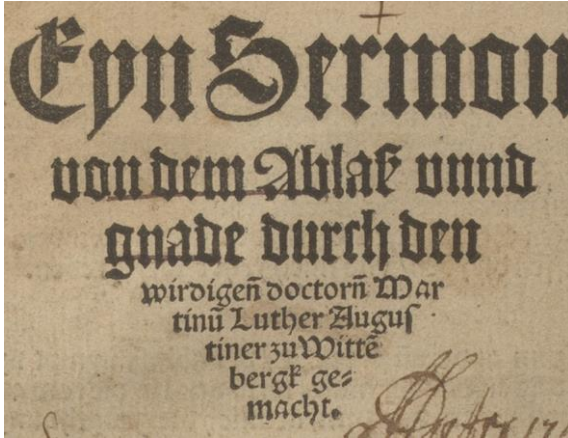 Eyn Sermon
von dem Ablaß vnnd
gnade durch den
wirdigen̄ doctorn̄ Mar
tinū Luther Augus
tiner zu Wittē
bergk ge⸗
macht.